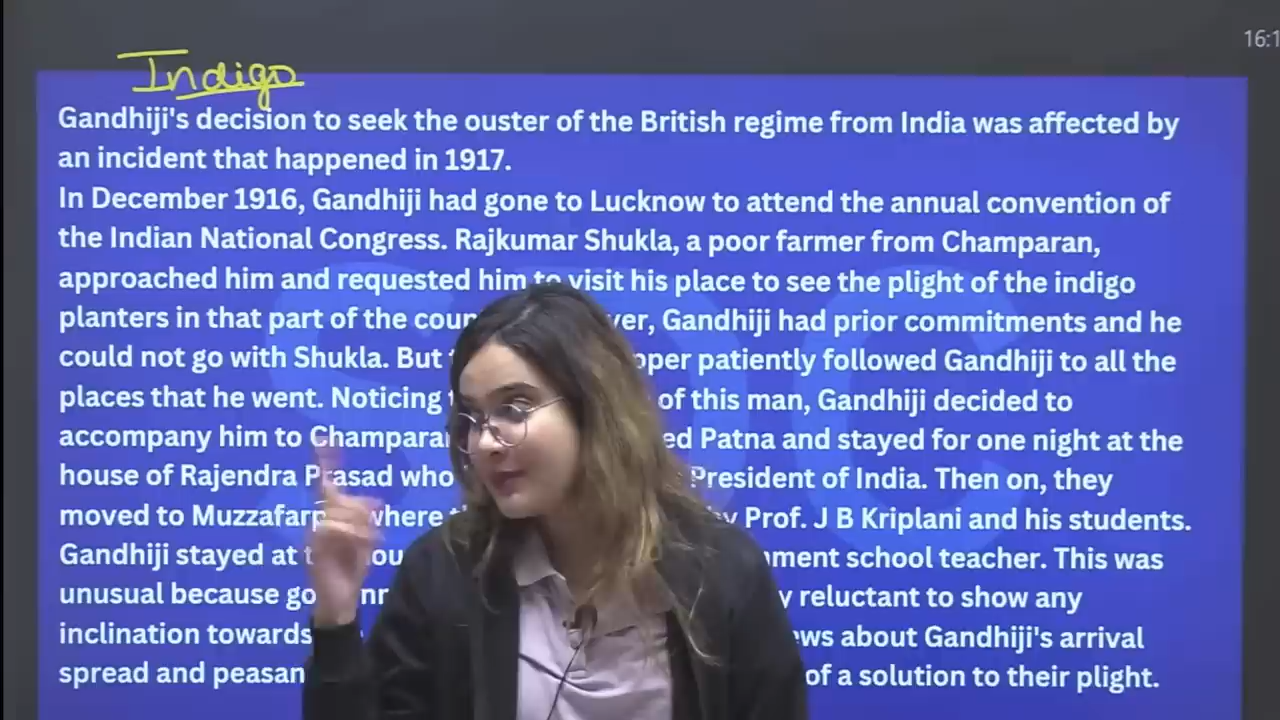 16:1
Indigo
Gandhiji's decision to seek the ouster of the British regime from India was affected by
an incident that happened in 1917.
In December 1916, Gandhiji had gone to Lucknow to attend the annual convention of
the Indian National Congress. Rajkumar Shukla, a poor farmer from Champaran,
approached him and requested him to visit his place to see the plight of the indigo
planters in that part of the Gandhiji had prior commitments and he
could not go with Shukla. But patiently followed Gandhiji to all the
places that he went. Noticing of this man, Gandhiji decided to
accompany him to Patna and stayed for one night at the
house of Rajendra Prasad who President of India. Then on, they
moved to where Prof. J B Kriplani and his students.
Gandhiji stayed at school teacher. This was
unusual because reluctant to show any
inclination towards about Gandhiji's arrival
spread and of a solution to their plight.